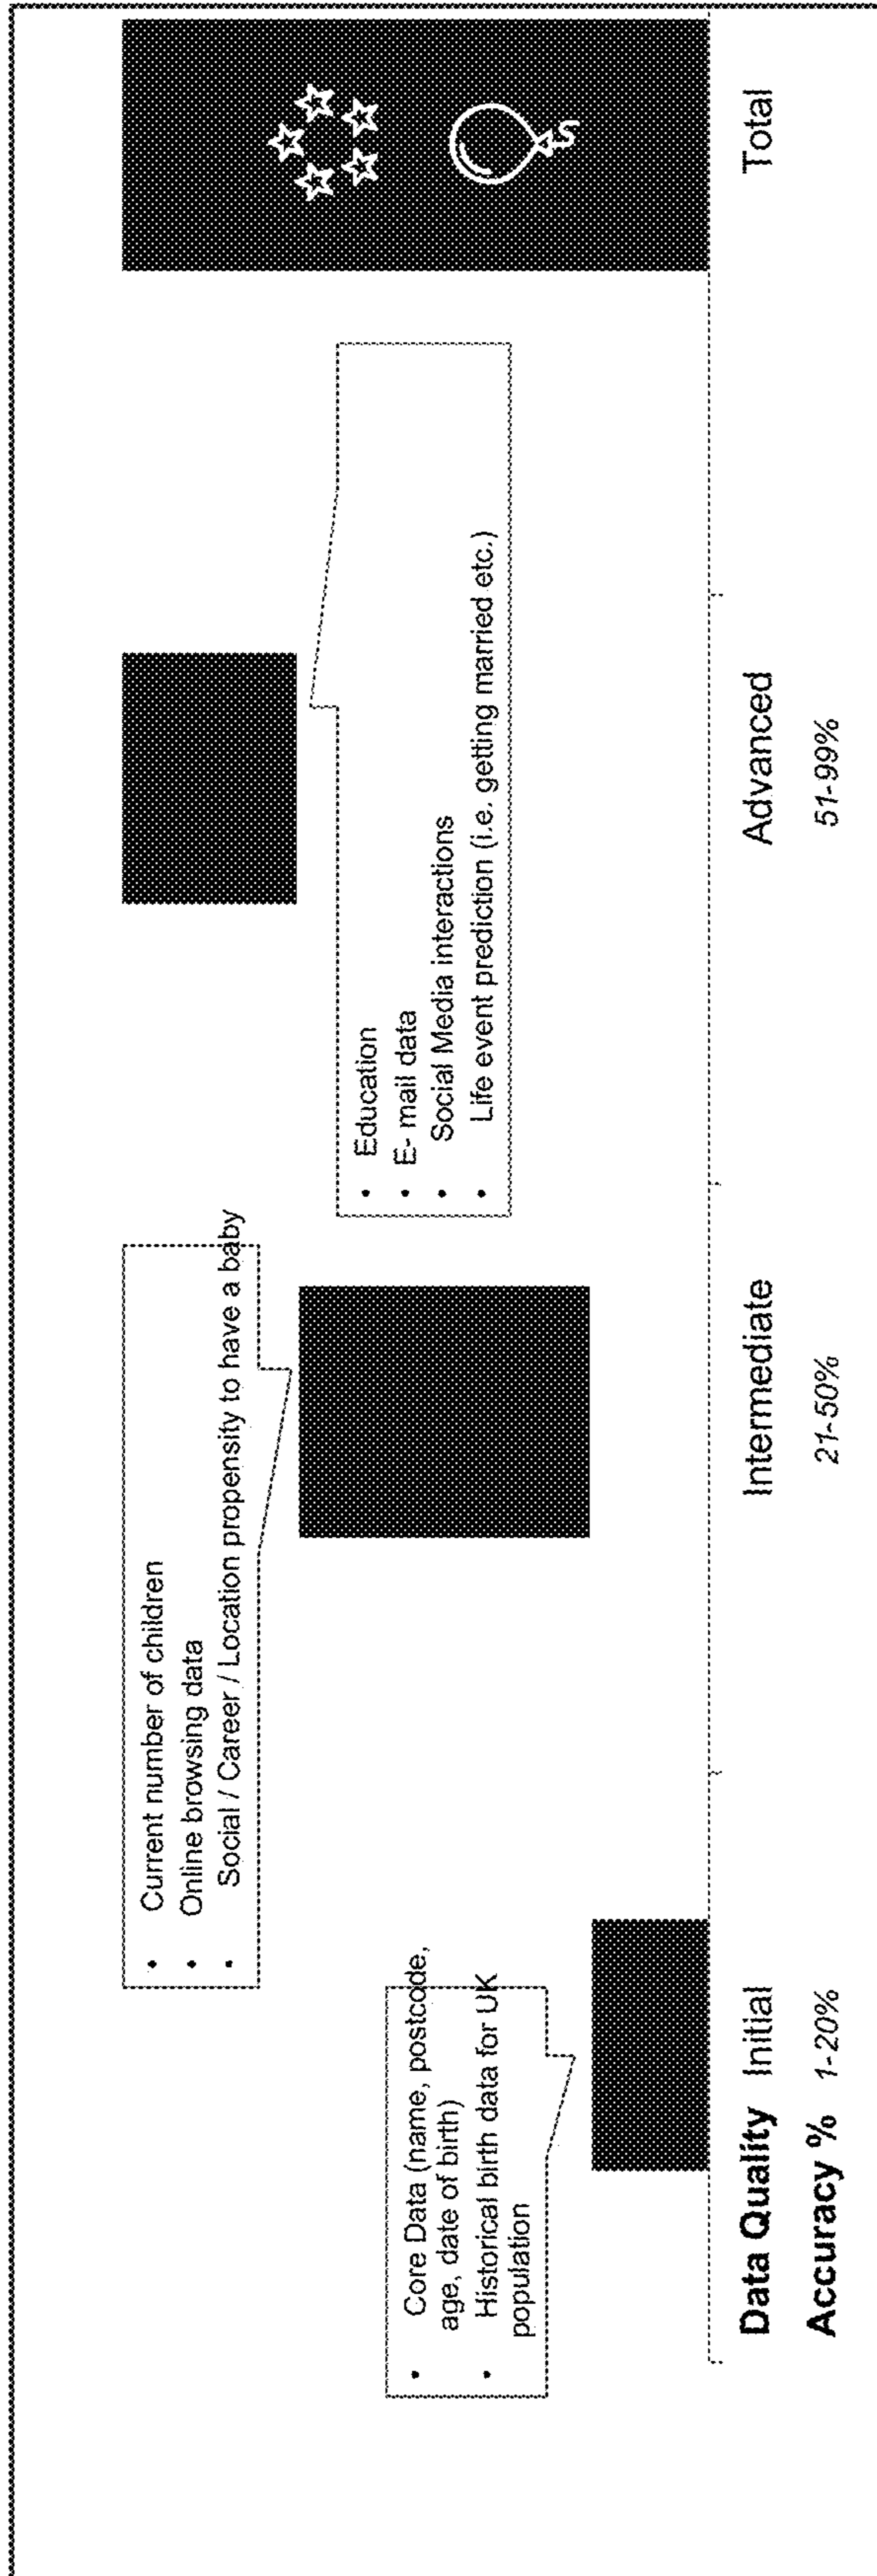 • Core Data (name, postcode,
age, date of birth)
• Historical birth data for UK
population
• Current number of children
• Online browsing data
• Social / Career / Location propensity to have a baby
• Education
• E- mail data
• Social Media interactions
• Life event prediction (i.e. getting married etc.)
Data Quality Initial Intermediate Advanced Total
Accuracy % 1-20% 21-50% 51-99%